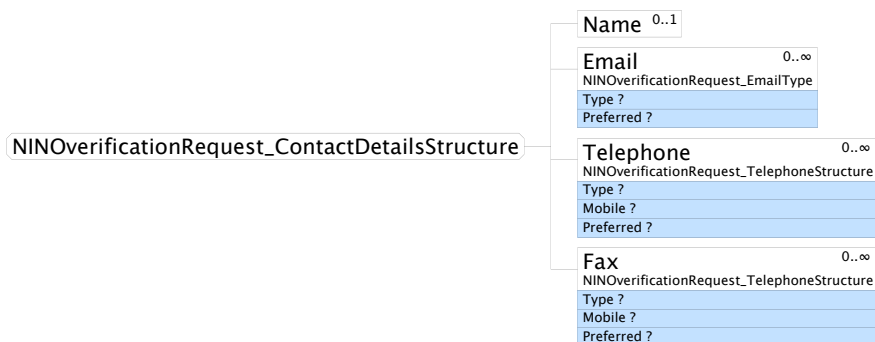 Name 0..1
Email 0..∞
NINOverificationRequest_EmailType
Type ?
Preferred ?
NINOverificationRequest_ContactDetailsStructure
Telephone 0..∞
NINOverificationRequest_TelephoneStructure
Type ?
Mobile ?
Preferred ?
Fax 0..∞
NINOverificationRequest_TelephoneStructure
Type ?
Mobile ?
Preferred ?